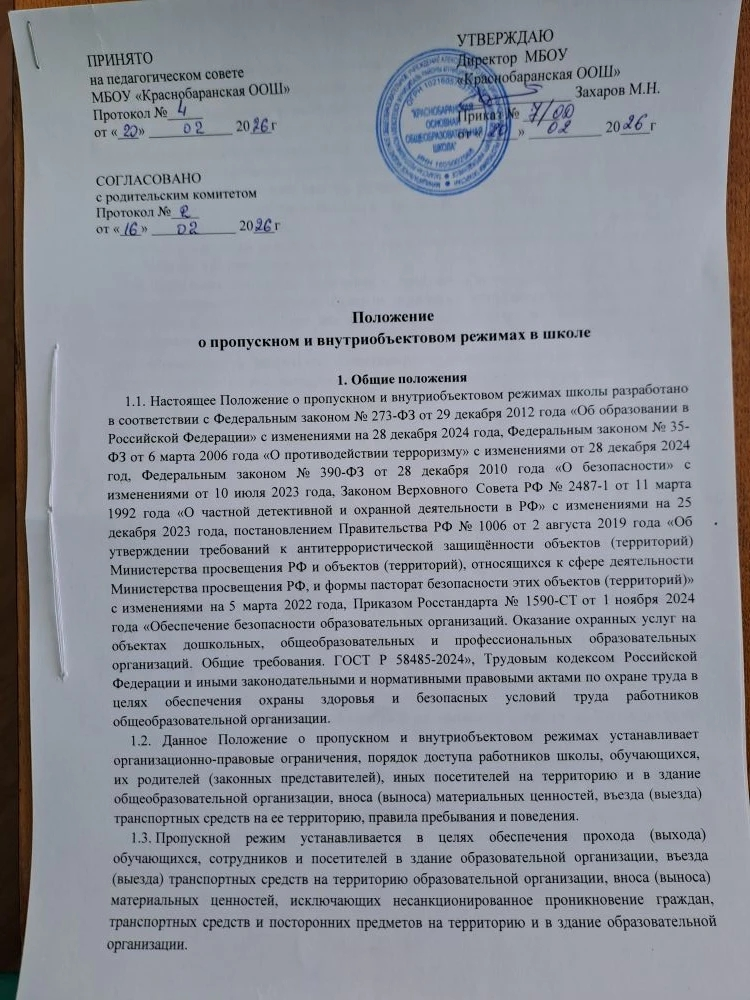 ПРИНЯТО
на педагогическом совете
МБОУ «Краснобаранская ООШ»
Протокол № 4
от «20» 02 2026г
УТВЕРЖДАЮ
Директор МБОУ
«Краснобаранская ООШ»
Захаров М.Н.
Приказ № 7/00
от «20» 02 2026г
"КРАСНОБАРАНСКАЯ
ОСНОВНАЯ
ОБЩЕОБРАЗОВАТЕЛЬНАЯ
ШКОЛА"
СОГЛАСОВАНО
с родительским комитетом
Протокол № 2
от «16» 02 2026г
Положение
о пропускном и внутриобъектовом режимах в школе
1. Общие положения
1.1. Настоящее Положение о пропускном и внутриобъектовом режимах школы разработано
в соответствии с Федеральным законом № 273-ФЗ от 29 декабря 2012 года «Об образовании в
Российской Федерации» с изменениями на 28 декабря 2024 года, Федеральным законом № 35-
ФЗ от 6 марта 2006 года «О противодействии терроризму» с изменениями от 28 декабря 2024
год, Федеральным законом № 390-ФЗ от 28 декабря 2010 года «О безопасности» с
изменениями от 10 июля 2023 года, Законом Верховного Совета РФ № 2487-1 от 11 марта
1992 года «О частной детективной и охранной деятельности в РФ» с изменениями на 25
декабря 2023 года, постановлением Правительства РФ № 1006 от 2 августа 2019 года «Об
утверждении требований к антитеррористической защищённости объектов (территорий)
Министерства просвещения РФ и объектов (территорий), относящихся к сфере деятельности
Министерства просвещения РФ, и формы пасторат безопасности этих объектов (территорий)»
с изменениями на 5 марта 2022 года, Приказом Росстандарта № 1590-СТ от 1 ноября 2024
года «Обеспечение безопасности образовательных организаций. Оказание охранных услуг на
объектах дошкольных, общеобразовательных и профессиональных образовательных
организаций. Общие требования. ГОСТ Р 58485-2024», Трудовым кодексом Российской
Федерации и иными законодательными и нормативными правовыми актами по охране труда в
целях обеспечения охраны здоровья и безопасных условий труда работников
общеобразовательной организации.
1.2. Данное Положение о пропускном и внутриобъектовом режимах устанавливает
организационно-правовые ограничения, порядок доступа работников школы, обучающихся,
их родителей (законных представителей), иных посетителей на территорию и в здание
общеобразовательной организации, вноса (выноса) материальных ценностей, въезда (выезда)
транспортных средств на ее территорию, правила пребывания и поведения.
1.3. Пропускной режим устанавливается в целях обеспечения прохода (выхода)
обучающихся, сотрудников и посетителей в здание образовательной организации, въезда
(выезда) транспортных средств на территорию образовательной организации, вноса (выноса)
материальных ценностей, исключающих несанкционированное проникновение граждан,
транспортных средств и посторонних предметов на территорию и в здание образовательной
организации.